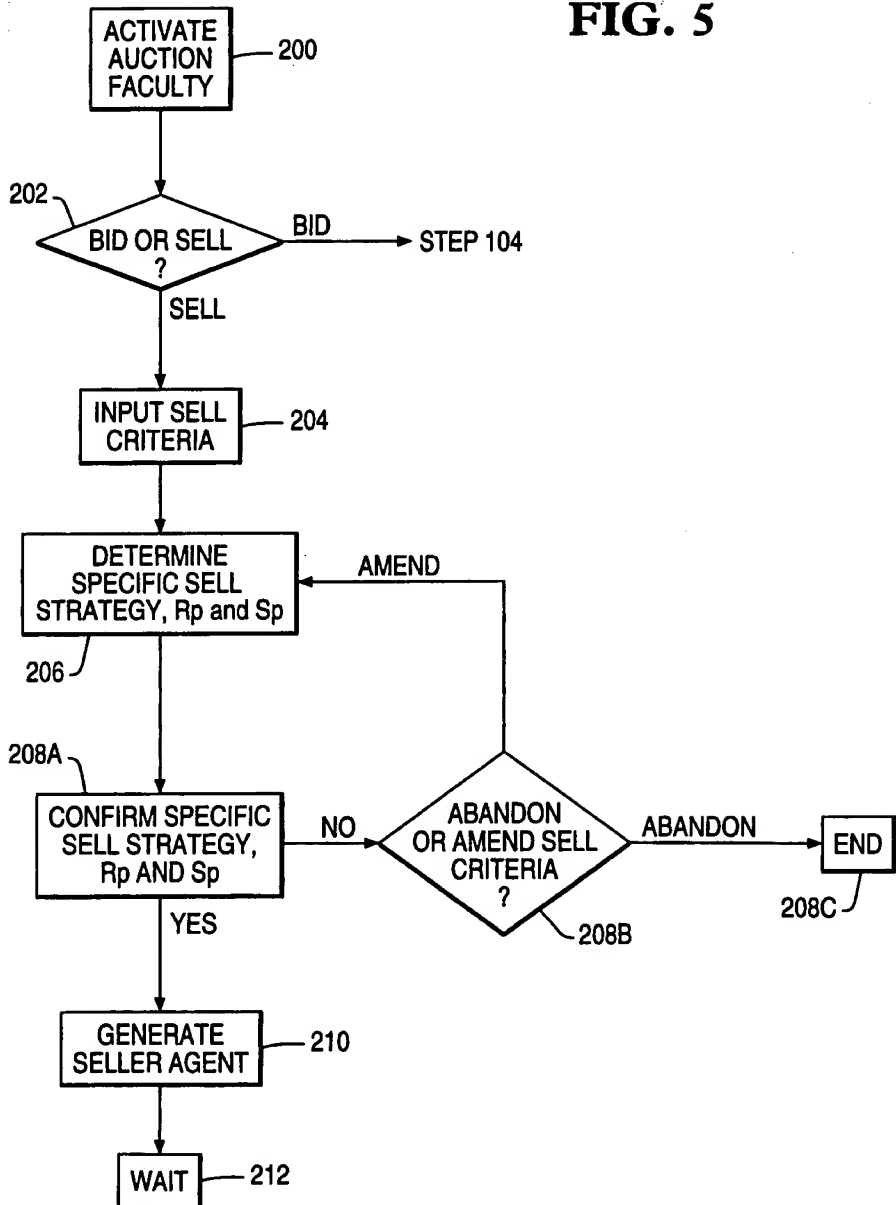 FIG. 5
ACTIVATE
AUCTION
FACULTY
200
202
BID OR SELL
?
BID
STEP 104
SELL
INPUT SELL
CRITERIA
204
DETERMINE
SPECIFIC SELL
STRATEGY, Rp and Sp
AMEND
206
208A
CONFIRM SPECIFIC
SELL STRATEGY,
Rp AND Sp
NO
ABANDON
OR AMEND SELL
CRITERIA
?
ABANDON
END
208C
208B
YES
GENERATE
SELLER AGENT
210
WAIT
212